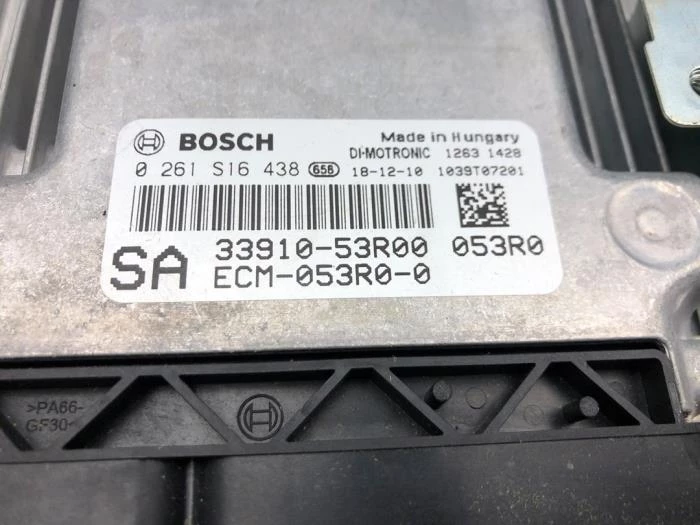 BOSCH Made in Hungary
DI-MOTRONIC 1263 1428
0 261 S16 438 656 18-12-10 1039T07201
SA 33910-53R00 053R0
ECM-053R0-0
>PA66-
GF30<